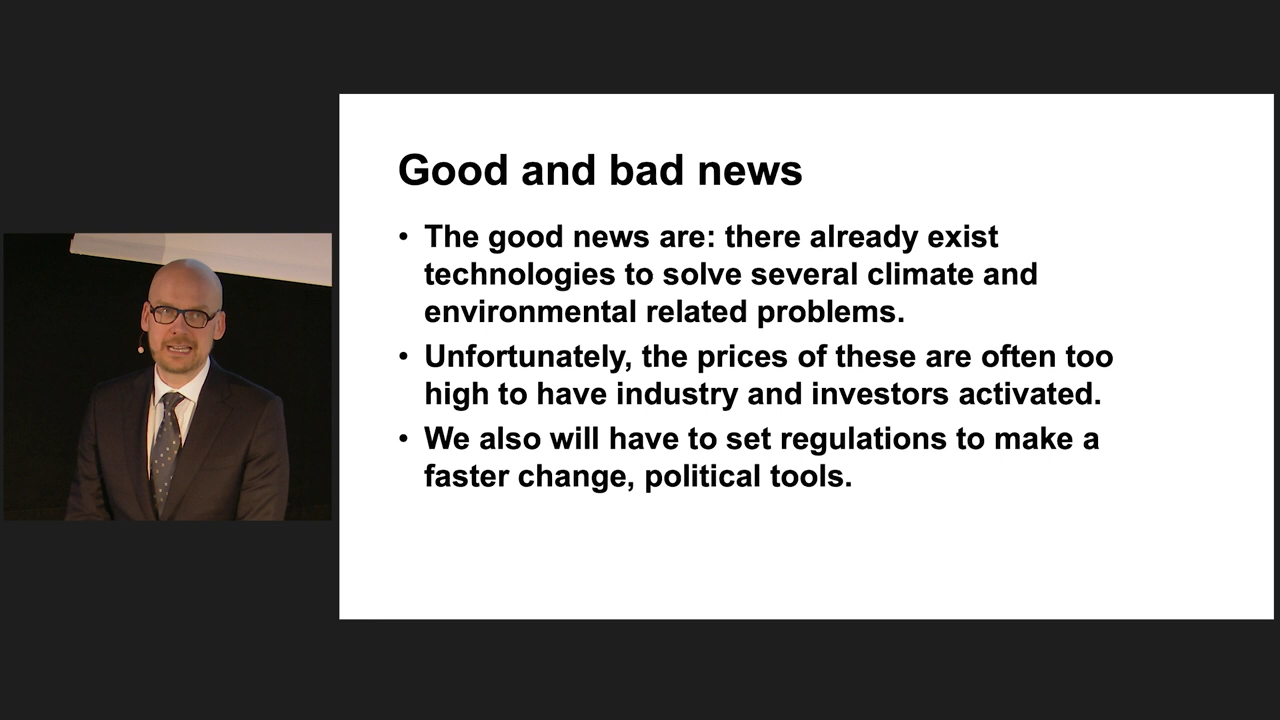 Good and bad news
• The good news are: there already exist
technologies to solve several climate and
environmental related problems.
• Unfortunately, the prices of these are often too
high to have industry and investors activated.
• We also will have to set regulations to make a
faster change, political tools.